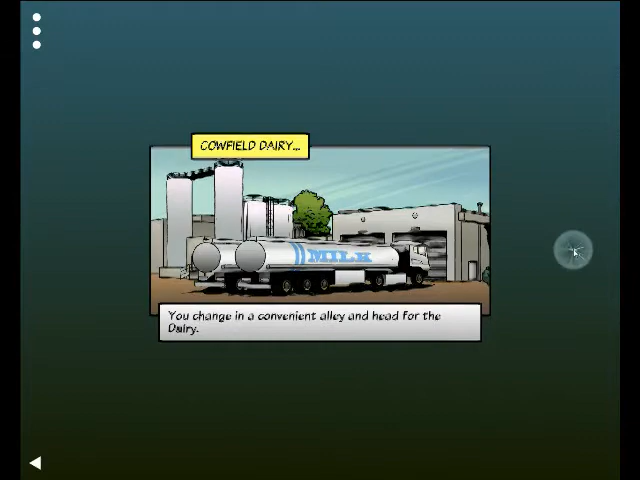 COWFIELD DAIRY...
MILK
You change in a convenient alley and head for the
Dairy.